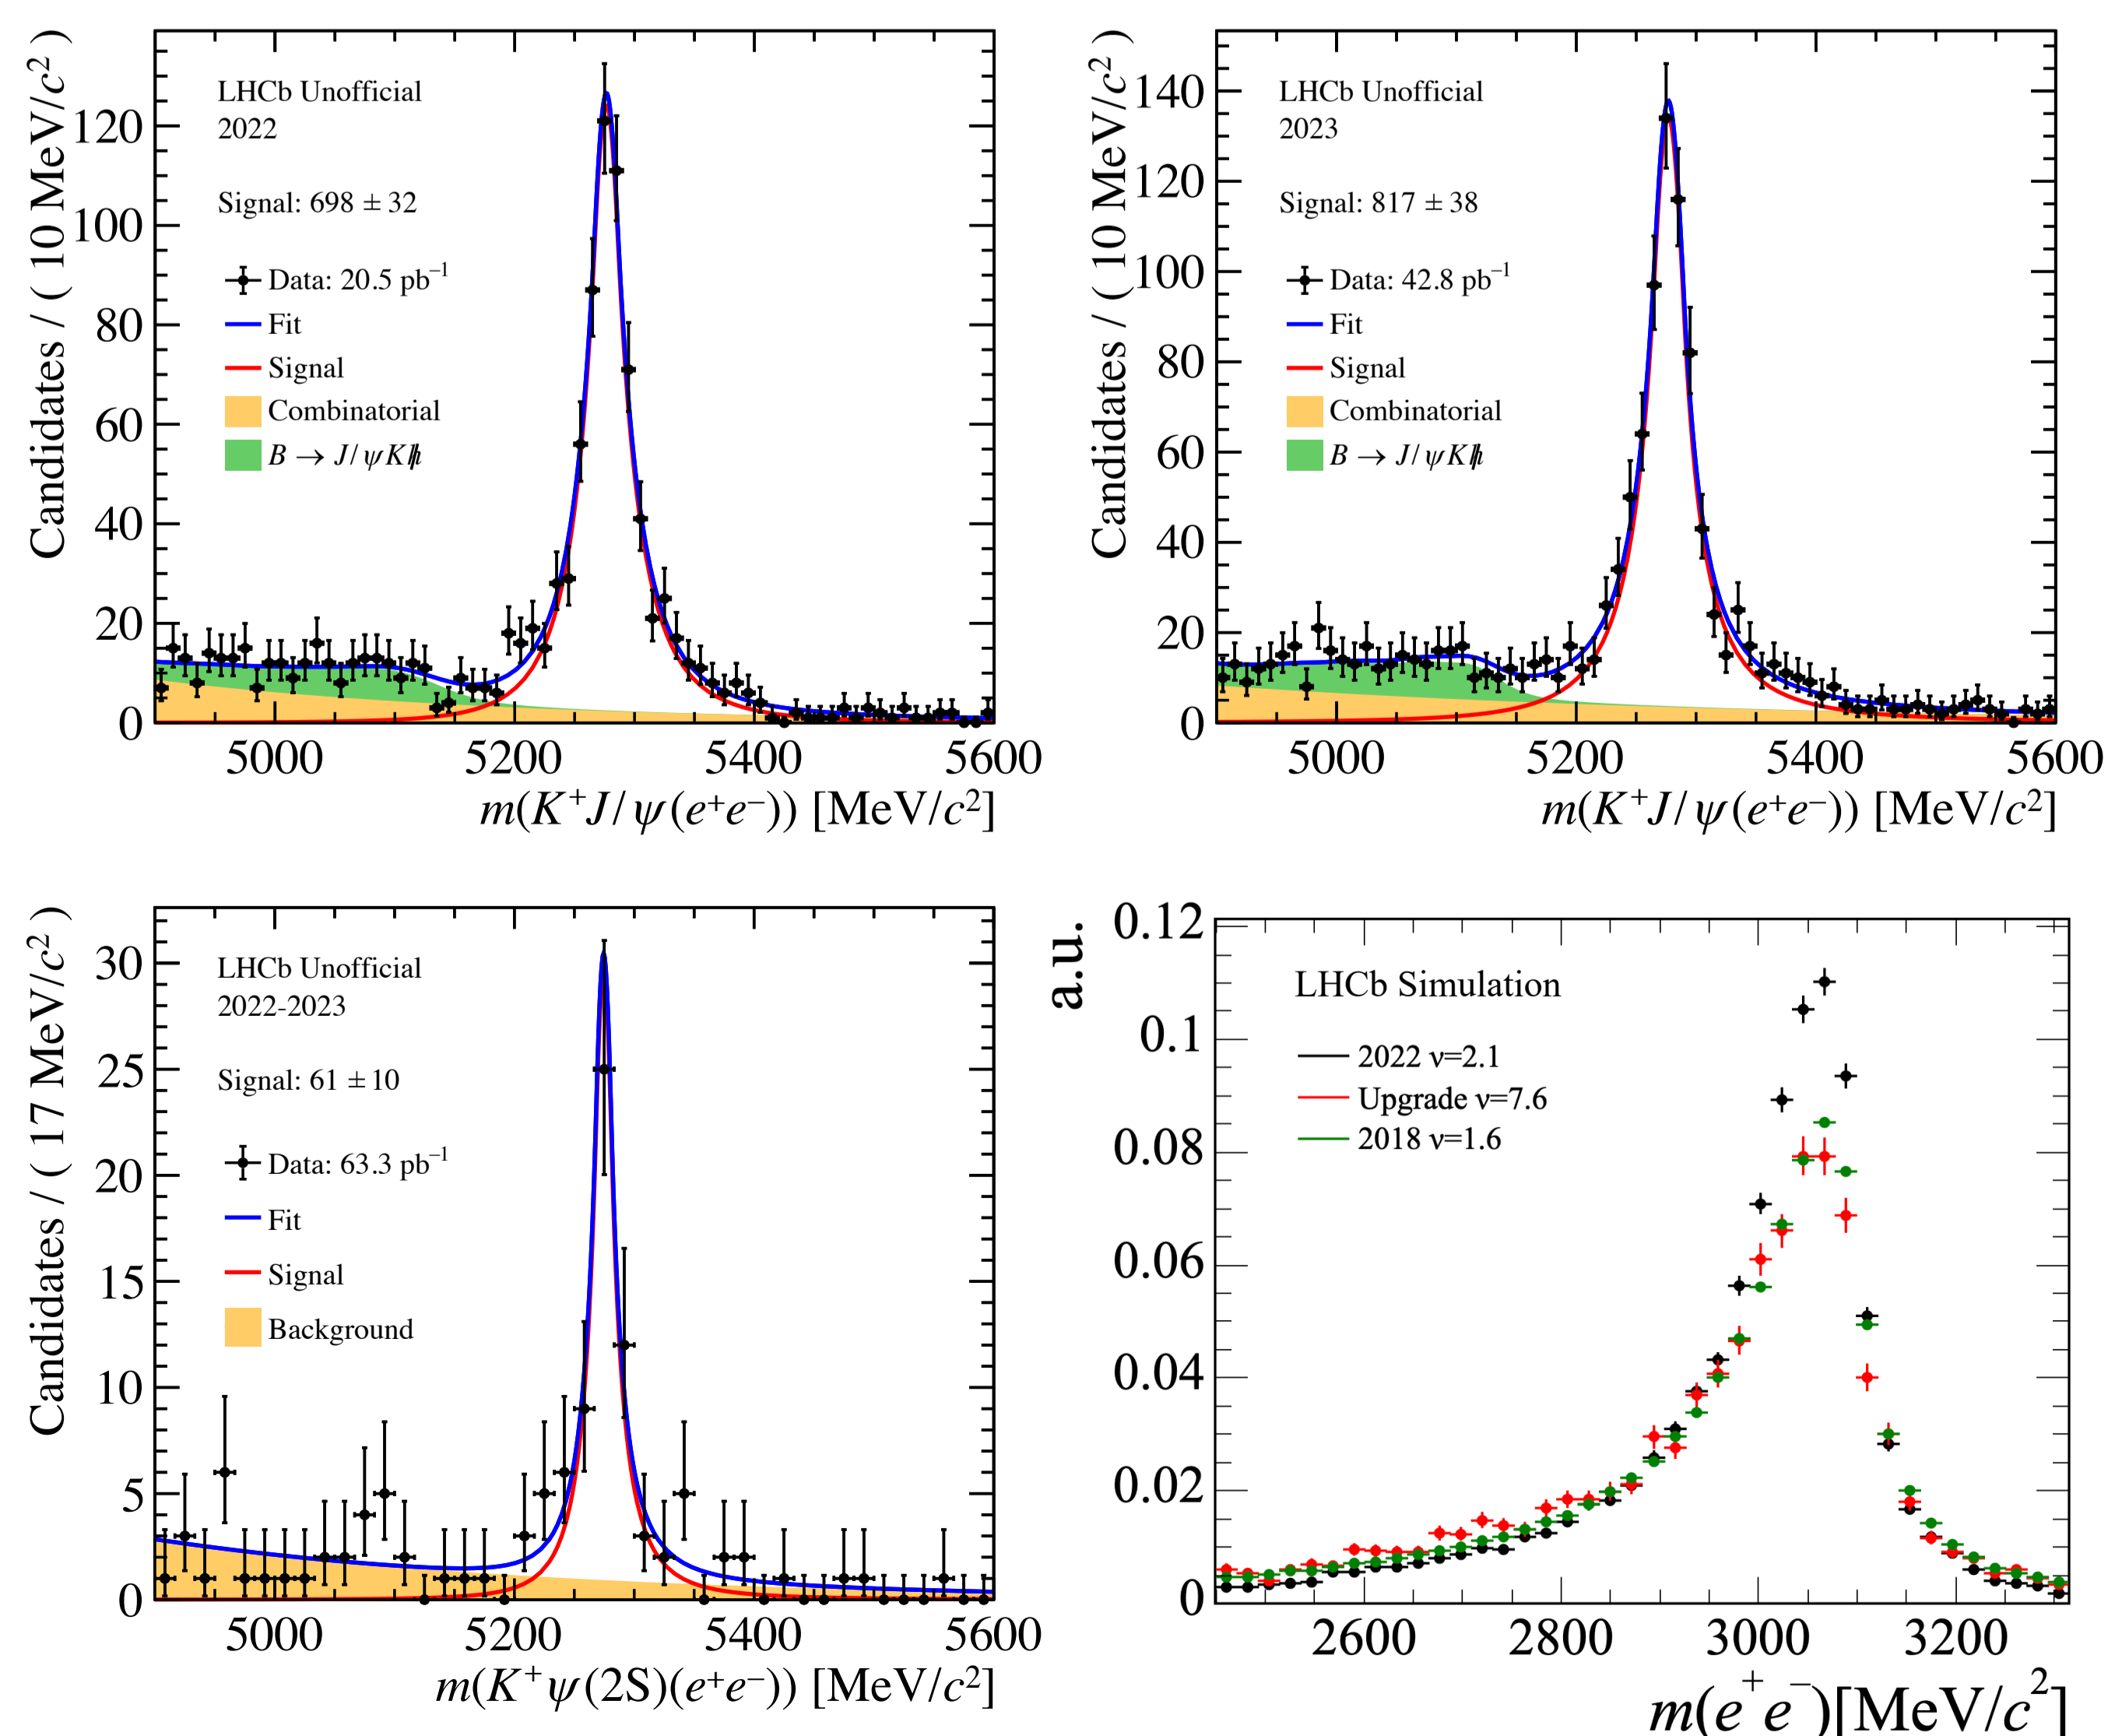 Candidates / ( 10 MeV/c²)
120
100
80
60
40
20
0
LHCb Unofficial
2022
Signal: 698 ± 32
Data: 20.5 pb⁻¹
Fit
Signal
Combinatorial
5000 5200 5400 5600
m(K⁺J/ψ(e⁺e⁻)) [MeV/c²]
Candidates / ( 10 MeV/c²)
140
120
100
80
60
40
20
0
LHCb Unofficial
2023
Signal: 817 ± 38
Data: 42.8 pb⁻¹
Fit
Signal
Combinatorial
5000 5200 5400 5600
m(K⁺J/ψ(e⁺e⁻)) [MeV/c²]
Candidates / ( 17 MeV/c²)
30
25
20
15
10
5
0
LHCb Unofficial
2022-2023
Signal: 61 ± 10
Data: 63.3 pb⁻¹
Fit
Signal
Background
5000 5200 5400 5600
m(K⁺ψ(2S)(e⁺e⁻)) [MeV/c²]
a.u.
0.12
0.1
0.08
0.06
0.04
0.02
0
LHCb Simulation
2022 ν=2.1
Upgrade ν=7.6
2018 ν=1.6
2600 2800 3000 3200
m(e⁺e⁻)[MeV/c²]